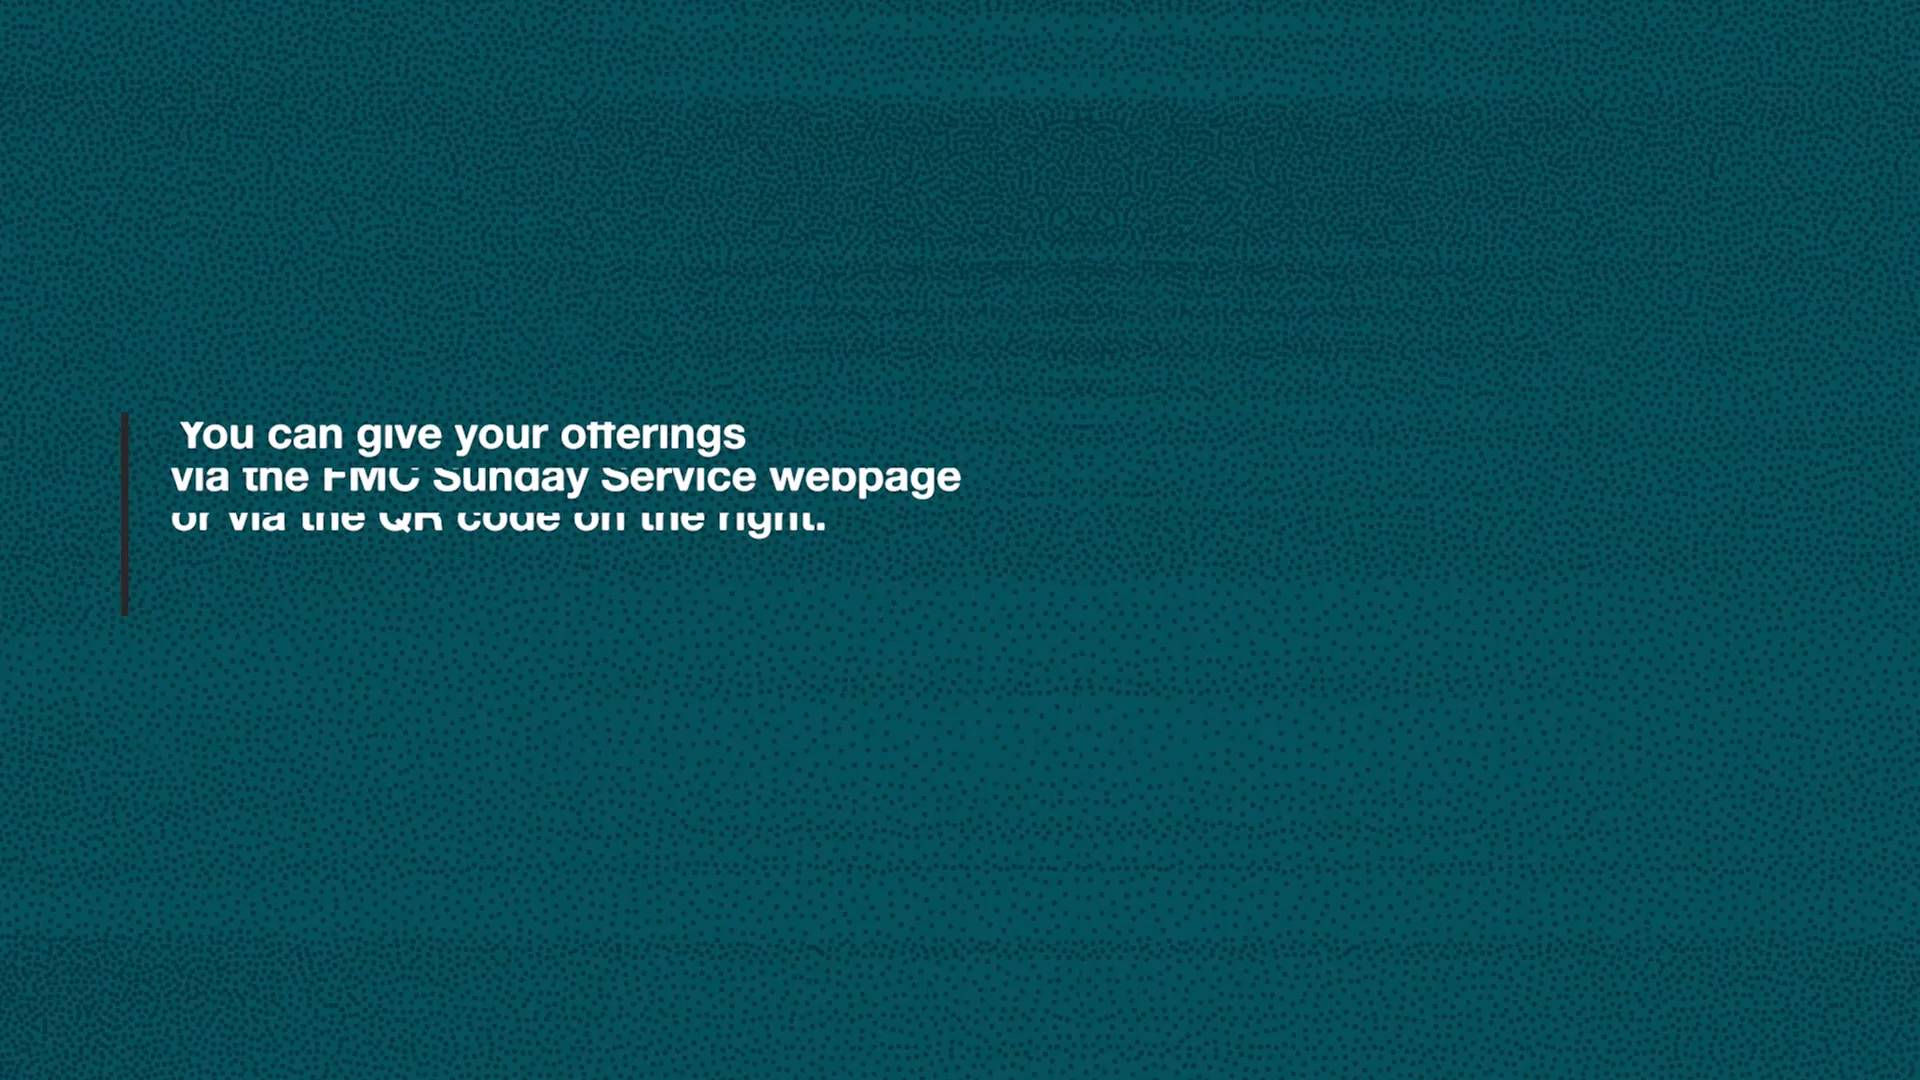 You can give your offerings
via the FMC Sunday Service webpage
or via the QR code on the right.